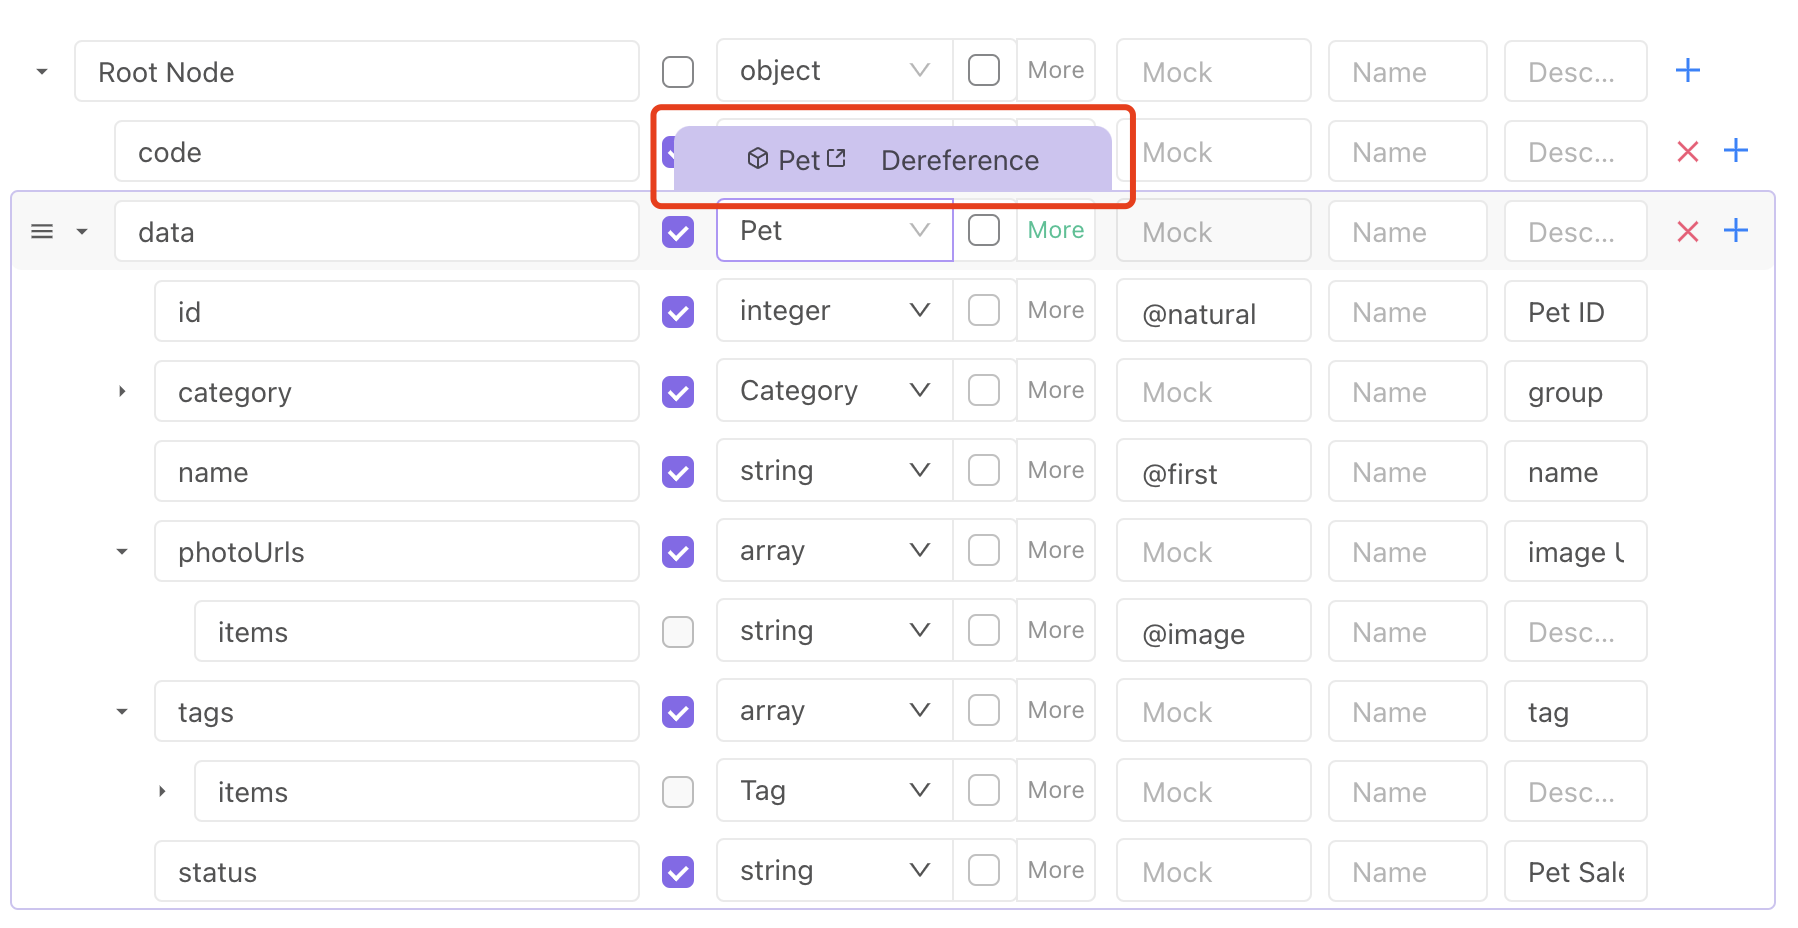 Root Node object More Mock Name Desc...
code Pet Dereference Mock Name Desc...
data Pet More Mock Name Desc...
id integer More @natural Name Pet ID
category Category More Mock Name group
name string More @first Name name
photoUrls array More Mock Name image
items string More @image Name Desc...
tags array More Mock Name tag
items Tag More Mock Name Desc...
status string More Mock Name Pet Sale